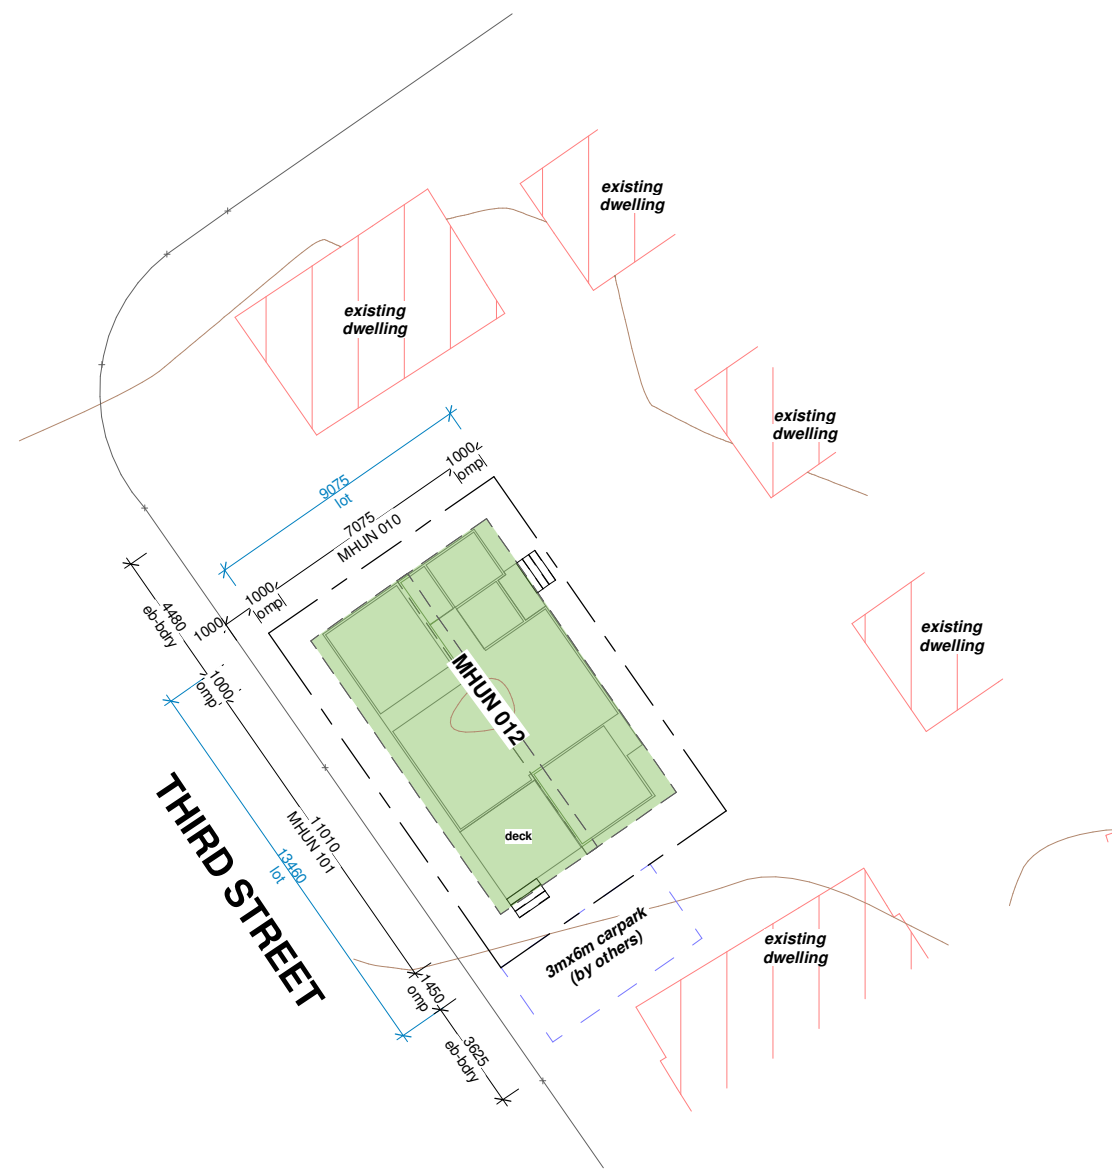 existing
dwelling
existing
dwelling
existing
dwelling
existing
dwelling
existing
dwelling
9075
lot
1000
omp
7075
MHUN 010
1000
omp
1000
4480
eb-bdry
1000
omp
MHUN 012
11010
MHUN 101
13460
lot
THIRD STREET
deck
3mx6m carpark
(by others)
1450
omp
3625
eb-bdry